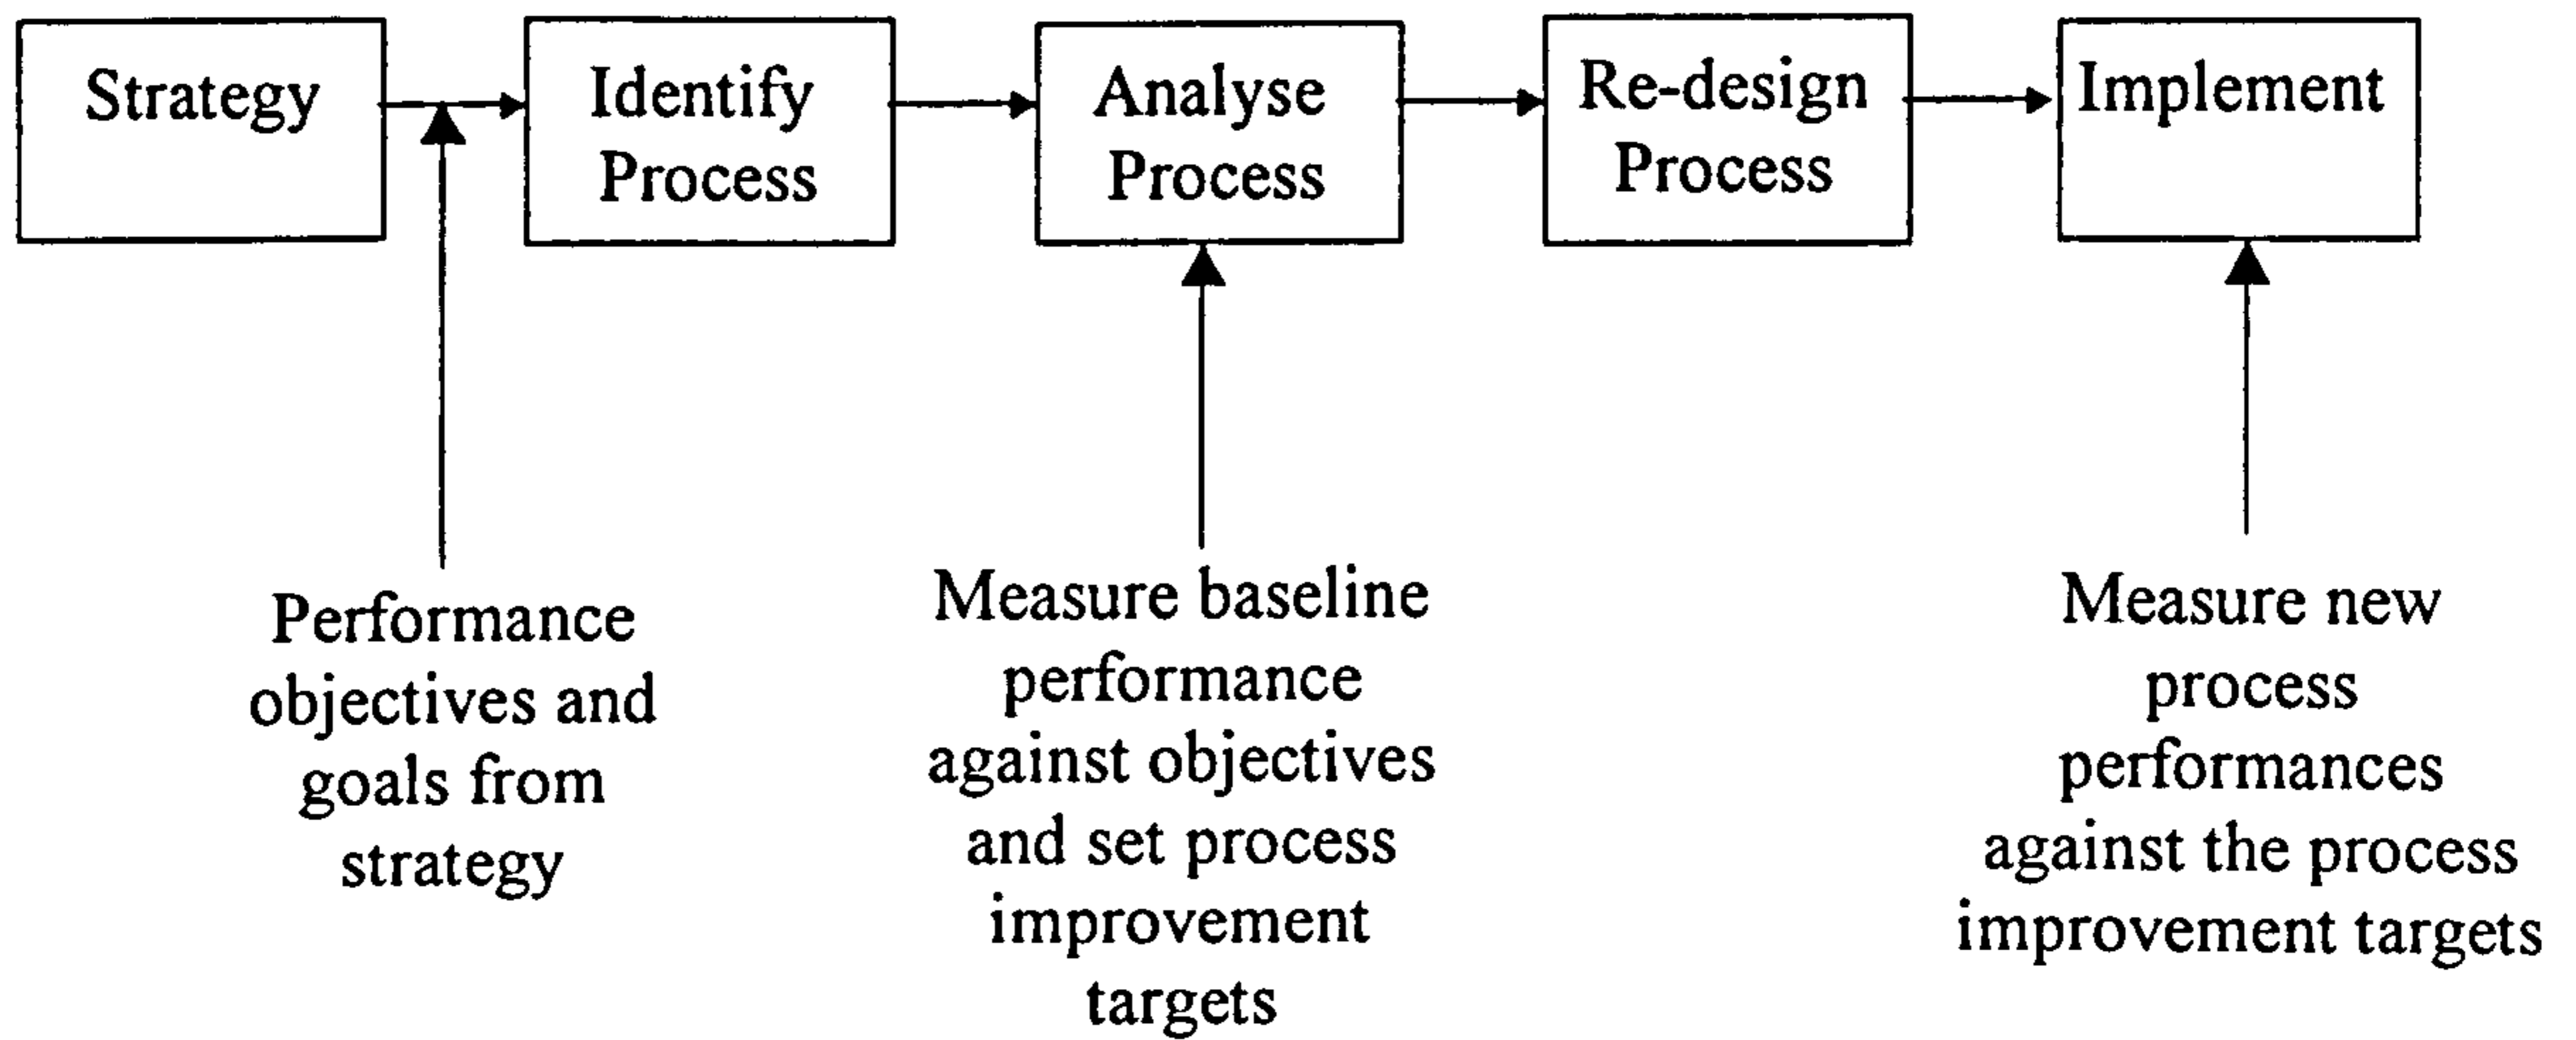 Strategy
Identify
Process
Analyse
Process
Re-design
Process
Implement
Performance
objectives and
goals from
strategy
Measure baseline
performance
against objectives
and set process
improvement
targets
Measure new
process
performances
against the process
improvement targets